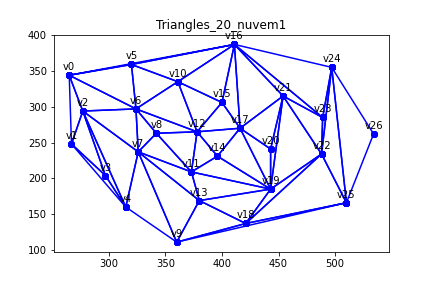 Triangles_20_nuvem1
400
350
300
250
200
150
100
300
350
400
450
500
v0
v1
v2
v3
v4
v5
v6
v7
v8
v9
v10
v11
v12
v13
v14
v15
v16
v17
v18
v19
v20
v21
v22
v23
v24
v25
v26